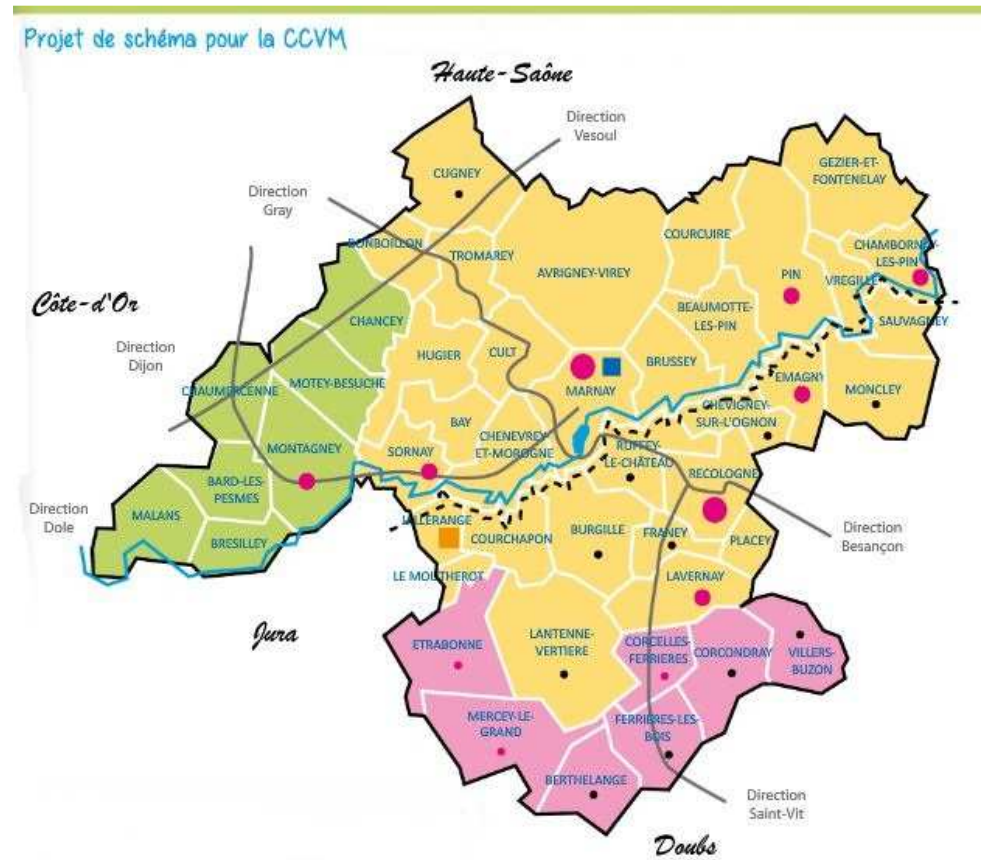 Projet de schéma pour la CCVM
Haute-Saône
Direction
Vesoul
CUGNEY
GEZIER-ET-
FONTENELAY
Direction
Gray
BONBOILLON
TROMAREY
COURCUIRE
CHAMBORNEY-
LES-PIN
AVRIGNEY-VIREY
PIN
VREGILLE
Côte-d'Or
CHANCEY
BEAUMOTTE-
LES-PIN
SAUVAGNEY
Direction
Dijon
HUGIER
CULT
BRUSSEY
CHAUMERCENNE
MOTEY-BESUCHE
MARNAY
EMAGNY
MONCLEY
BAY
CHEVIGNEY-
SUR-L'OGNON
CHENEVREY-
ET-MOROGNE
MONTAGNEY
SORNAY
RUFFEY-
LE-CHÂTEAU
RECOLOGNE
BARD-LES-
PESMES
Direction
Dole
MALANS
JALLERANGE
BURGILLE
FRANEY
Direction
Besançon
BRESILLEY
COURCHAPON
PLACEY
LE MOUTHEROT
LAVERNAY
Jura
ETRABONNE
LANTENNE-
VERTIERE
CORCELLES-
FERRIERES
CORCONDRAY
VILLERS-
BUZON
MERCEY-LE-
GRAND
FERRIERES-LES-
BOIS
BERTHELANGE
Direction
Saint-Vit
Doubs